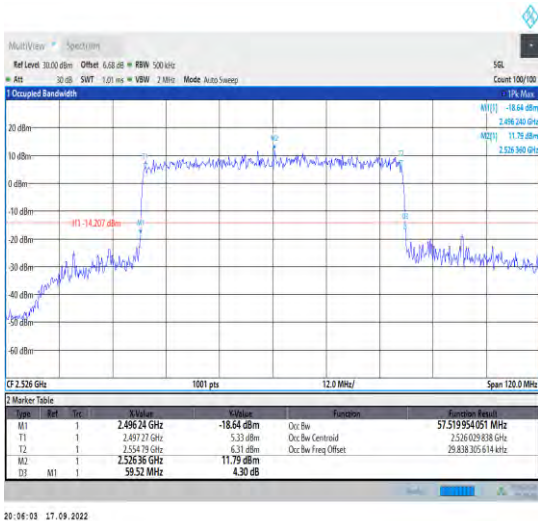 MultiView Spectrum
Ref Level 30.00 dBm Offset 6.68 dB RBW 500 kHz SGL
Att 30 dB SWT 1.01 ms VBW 2 MHz Mode Auto Sweep Count 100/100
1 Occupied Bandwidth 1Pk Max
M1[1] -18.64 dBm
2.496 240 GHz
M2[1] 11.79 dBm
2.526 360 GHz
20 dBm
M2
10 dBm
0 dBm
-10 dBm
H1 -14.207 dBm
M1
-20 dBm
-30 dBm
-40 dBm
-50 dBm
-60 dBm
CF 2.526 GHz 1001 pts 12.0 MHz/ Span 120.0 MHz
2 Marker Table
Type Ref Trc X-Value Y-Value Function Function Result
M1 1 2.496 24 GHz -18.64 dBm Occ Bw 57.519 954 051 MHz
T1 1 2.497 27 GHz 5.33 dBm Occ Bw Centroid 2.526 029 838 GHz
T2 1 2.554 79 GHz 6.31 dBm Occ Bw Freq Offset 29.838 305 614 kHz
M2 1 2.526 36 GHz 11.79 dBm
D3 M1 1 59.52 MHz 4.30 dB
20:06:03 17.09.2022